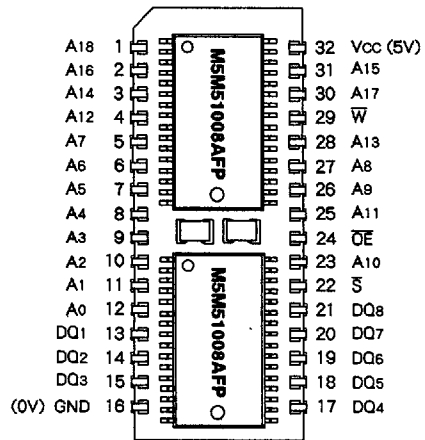 A18 1 32 Vcc (5V)
A16 2 31 A15
A14 3 30 A17
A12 4 29 W̅
A7 5 28 A13
A6 6 27 A8
A5 7 26 A9
A4 8 25 A11
A3 9 24 O̅E̅
A2 10 23 A10
A1 11 22 S̅
A0 12 21 DQ8
DQ1 13 20 DQ7
DQ2 14 19 DQ6
DQ3 15 18 DQ5
(0V) GND 16 17 DQ4
M5M51008AFP
M5M51008AFP